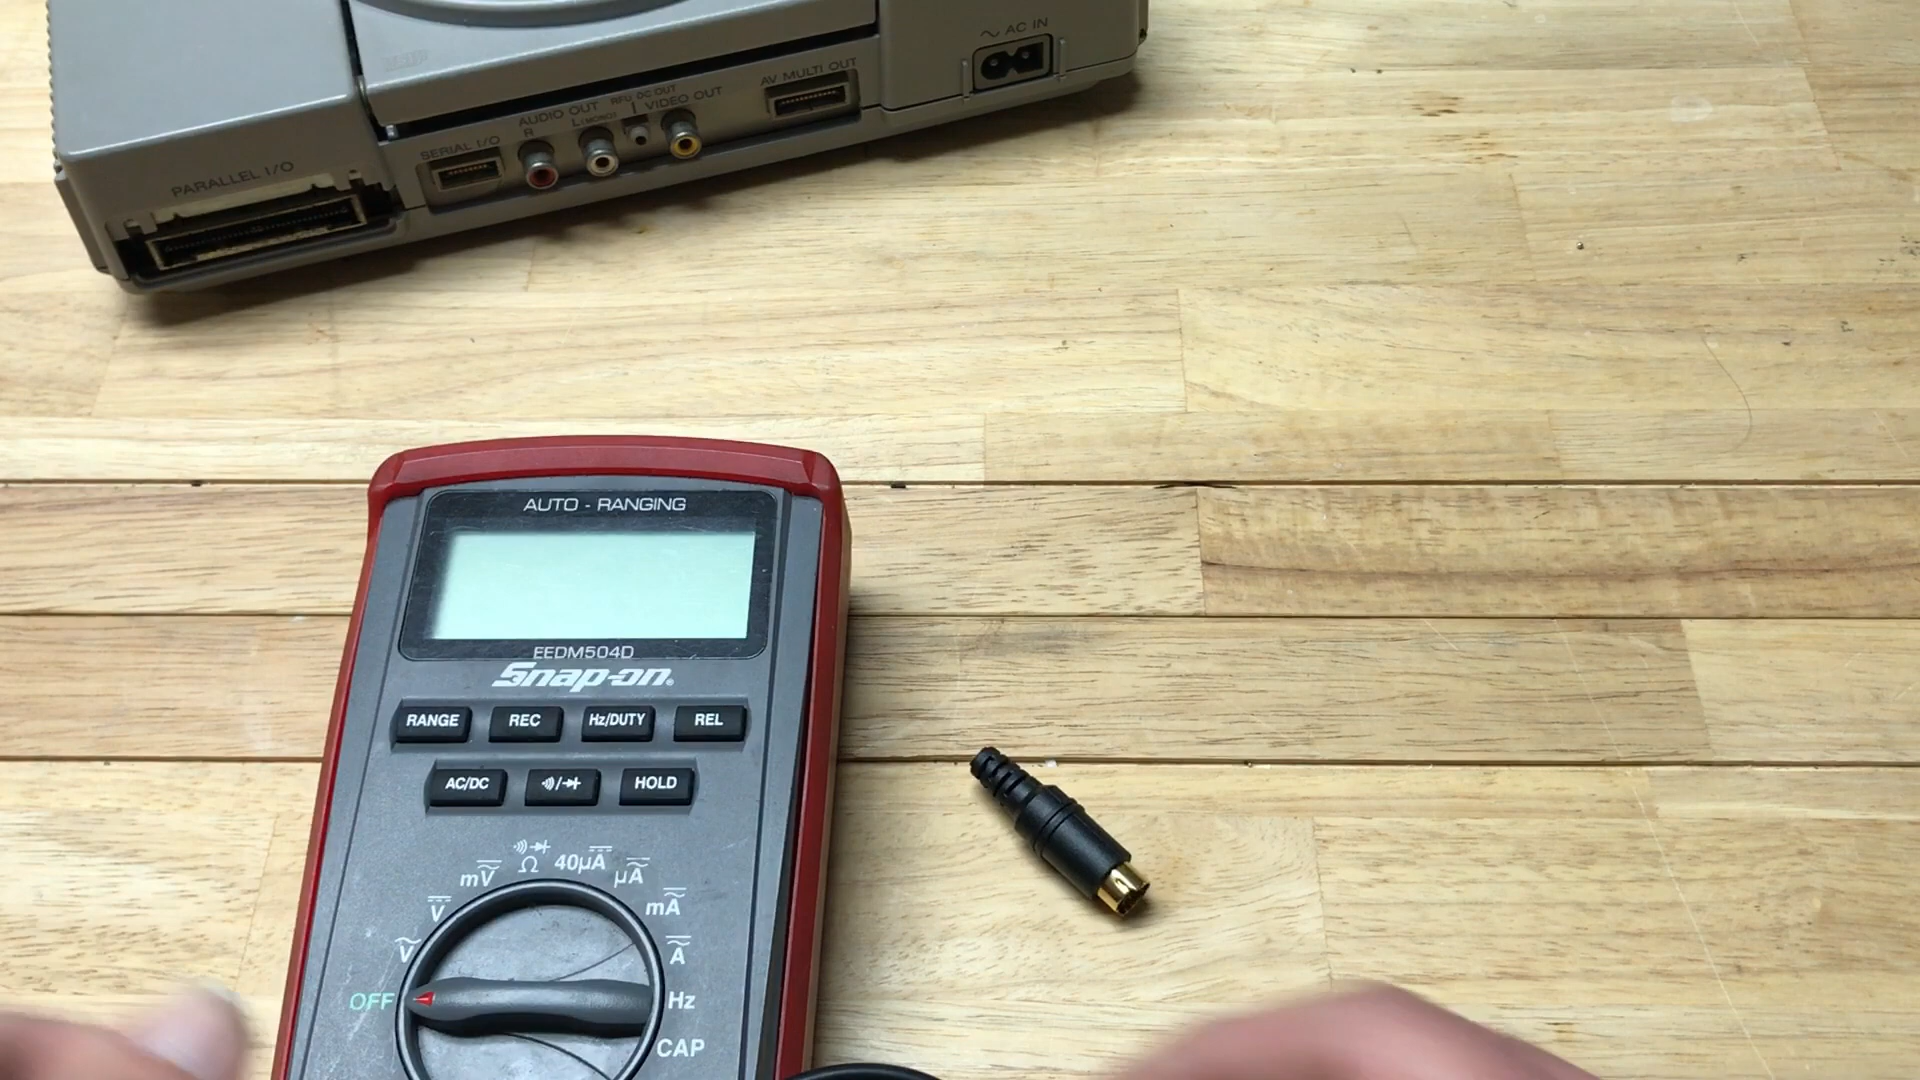 ~ AC IN
AV MULTI OUT
RFU DC OUT
AUDIO OUT
VIDEO OUT
R
L (MONO)
SERIAL I/O
PARALLEL I/O
AUTO - RANGING
EEDM504D
Snap-on®
RANGE
REC
Hz/DUTY
REL
AC/DC
HOLD
Ω
40µA
µA
mV
mA
V
A
V
OFF
Hz
CAP